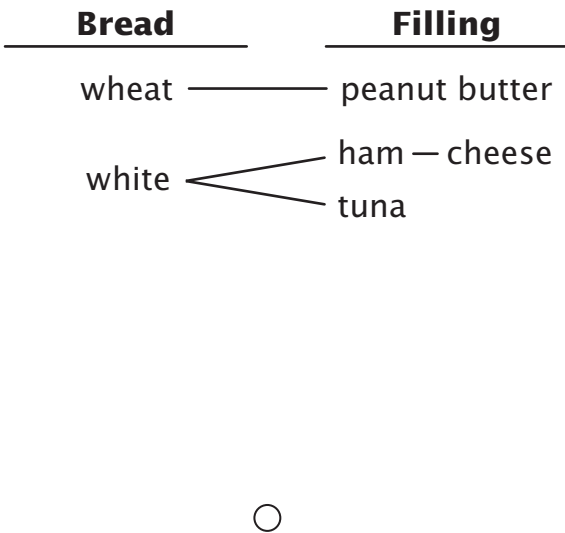 Bread Filling
wheat peanut butter
ham — cheese
white
tuna